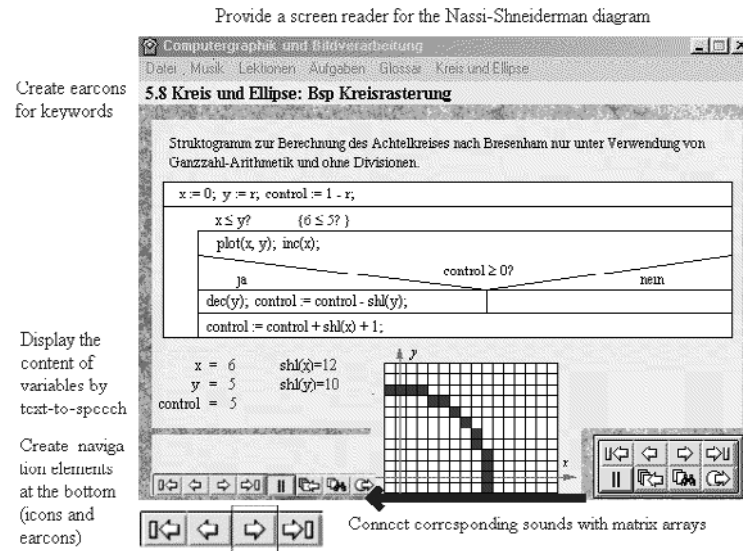 Provide a screen reader for the Nassi-Shneiderman diagram
Computergraphik und Bildverarbeitung
Datei Musik Lektionen Aufgaben Glossar Kreis und Ellipse
Create earcons
for keywords
5.8 Kreis und Ellipse: Bsp Kreisrasterung
Struktogramm zur Berechnung des Achtelkreises nach Bresenham nur unter Verwendung von
Ganzzahl-Arithmetik und ohne Divisionen.
x := 0; y := r; control := 1 - r;
x ≤ y? {6 ≤ 5? }
plot(x, y); inc(x);
control ≥ 0?
ja nein
dec(y); control := control - shl(y);
control := control + shl(x) + 1;
Display the
content of
variables by
text-to-speech
x = 6 shl(x)=12
y = 5 shl(y)=10
control = 5
y
x
Create naviga
tion elements
at the bottom
(icons and
earcons)
Connect corresponding sounds with matrix arrays